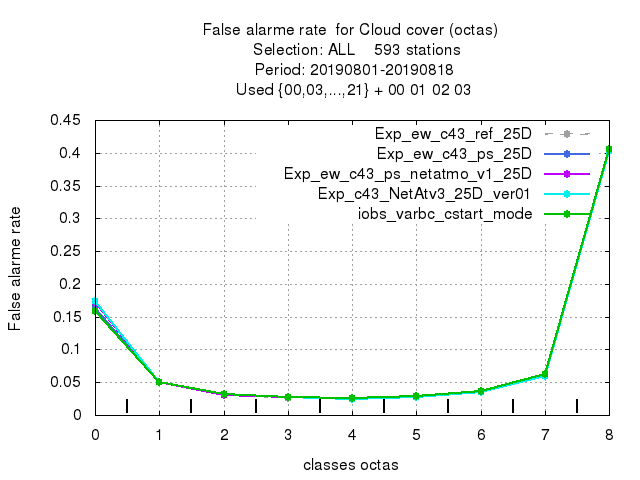 False alarme rate  for Cloud cover (octas)
Selection: ALL    593 stations
Period: 20190801-20190818
Used {00,03,...,21} + 00 01 02 03
Exp_ew_c43_ref_25D
Exp_ew_c43_ps_25D
Exp_ew_c43_ps_netatmo_v1_25D
Exp_c43_NetAtv3_25D_ver01
iobs_varbc_cstart_mode
False alarme rate
0.45
0.4
0.35
0.3
0.25
0.2
0.15
0.1
0.05
0
0 1 2 3 4 5 6 7 8
classes octas